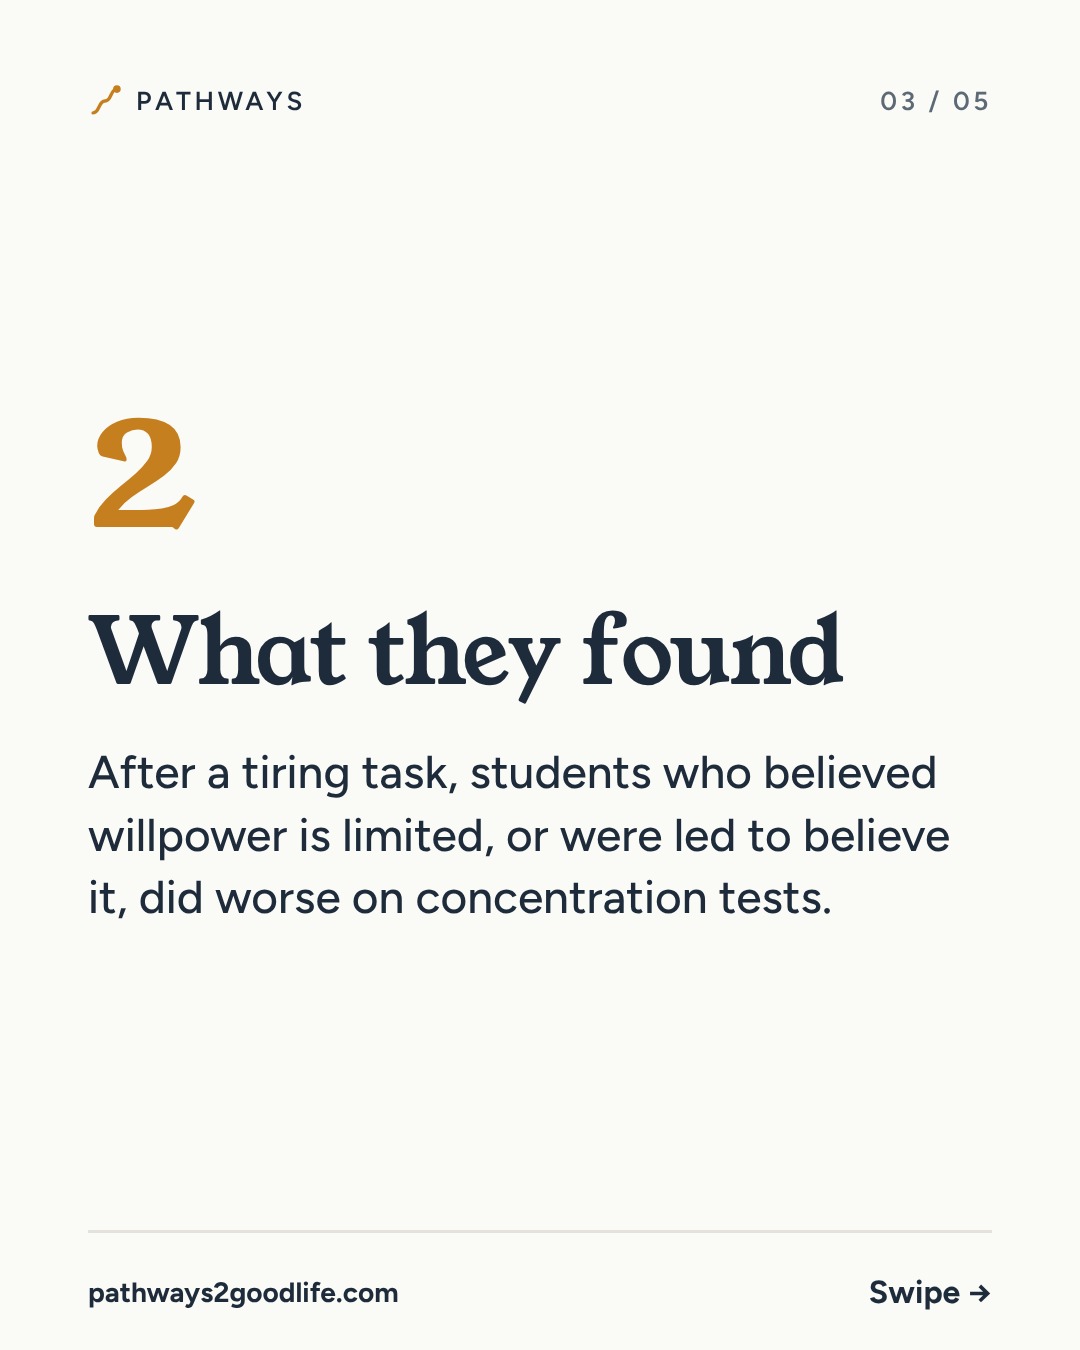 PATHWAYS
03 / 05
2
What they found
After a tiring task, students who believed
willpower is limited, or were led to believe
it, did worse on concentration tests.
pathways2goodlife.com
Swipe →